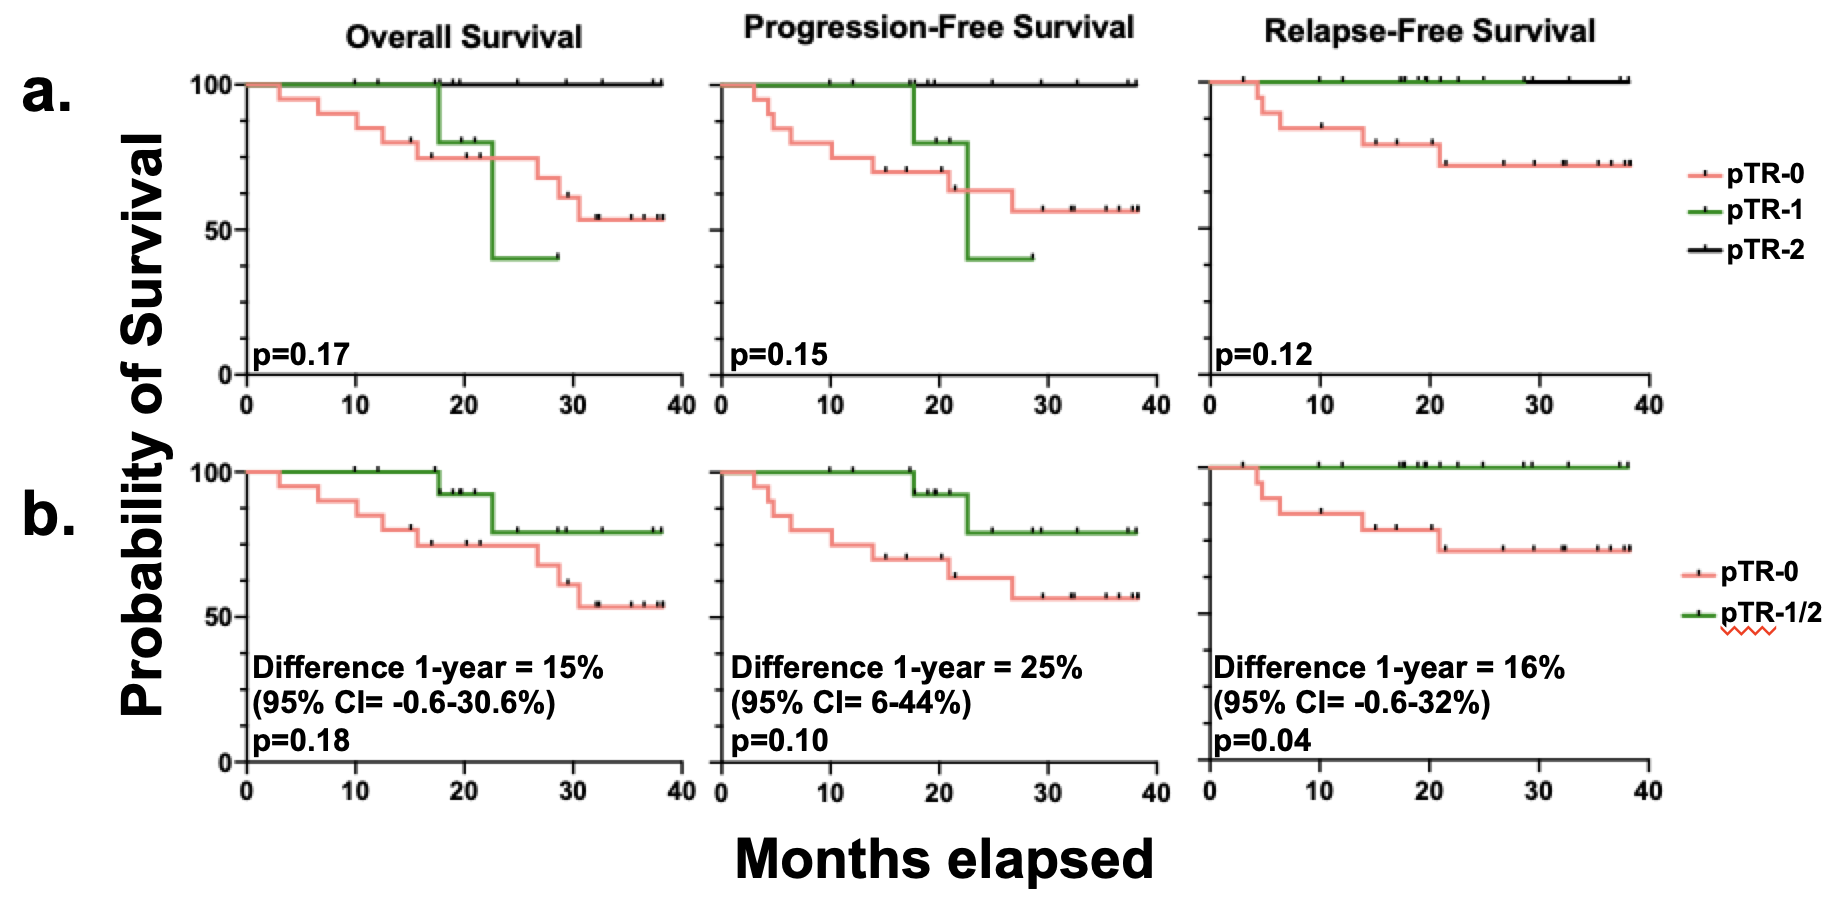 a.
Overall Survival
Progression-Free Survival
Relapse-Free Survival
Probability of Survival
100
50
0
p=0.17
0 10 20 30 40
p=0.15
0 10 20 30 40
p=0.12
0 10 20 30 40
pTR-0
pTR-1
pTR-2
b.
100
50
0
Difference 1-year = 15%
(95% CI= -0.6-30.6%)
p=0.18
0 10 20 30 40
Difference 1-year = 25%
(95% CI= 6-44%)
p=0.10
0 10 20 30 40
Difference 1-year = 16%
(95% CI= -0.6-32%)
p=0.04
0 10 20 30 40
pTR-0
pTR-1/2
Months elapsed